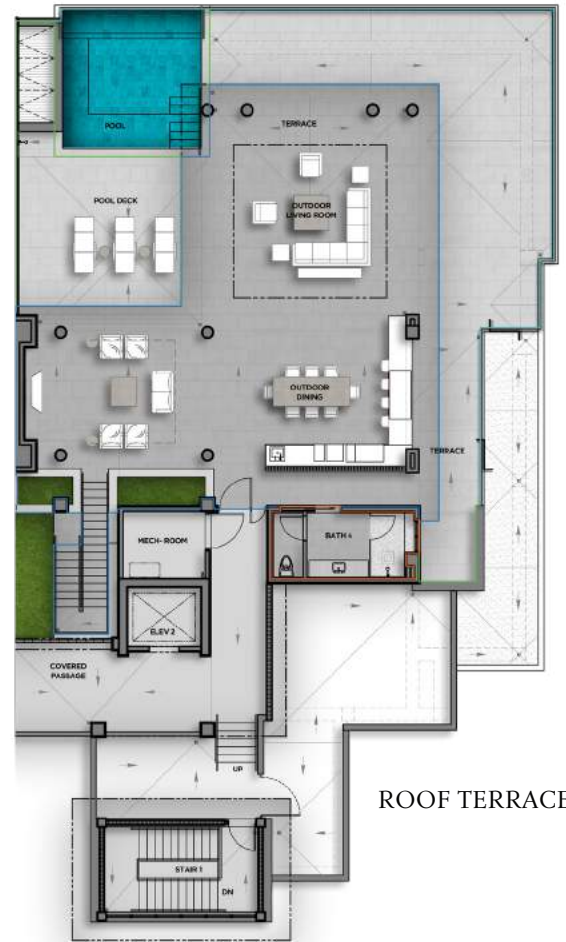 POOL
TERRACE
POOL DECK
OUTDOOR
LIVING ROOM
OUTDOOR
DINING
TERRACE
MECH- ROOM
BATH 4
ELEV 2
COVERED
PASSAGE
UP
ROOF TERRACE
STAIR 1
DN